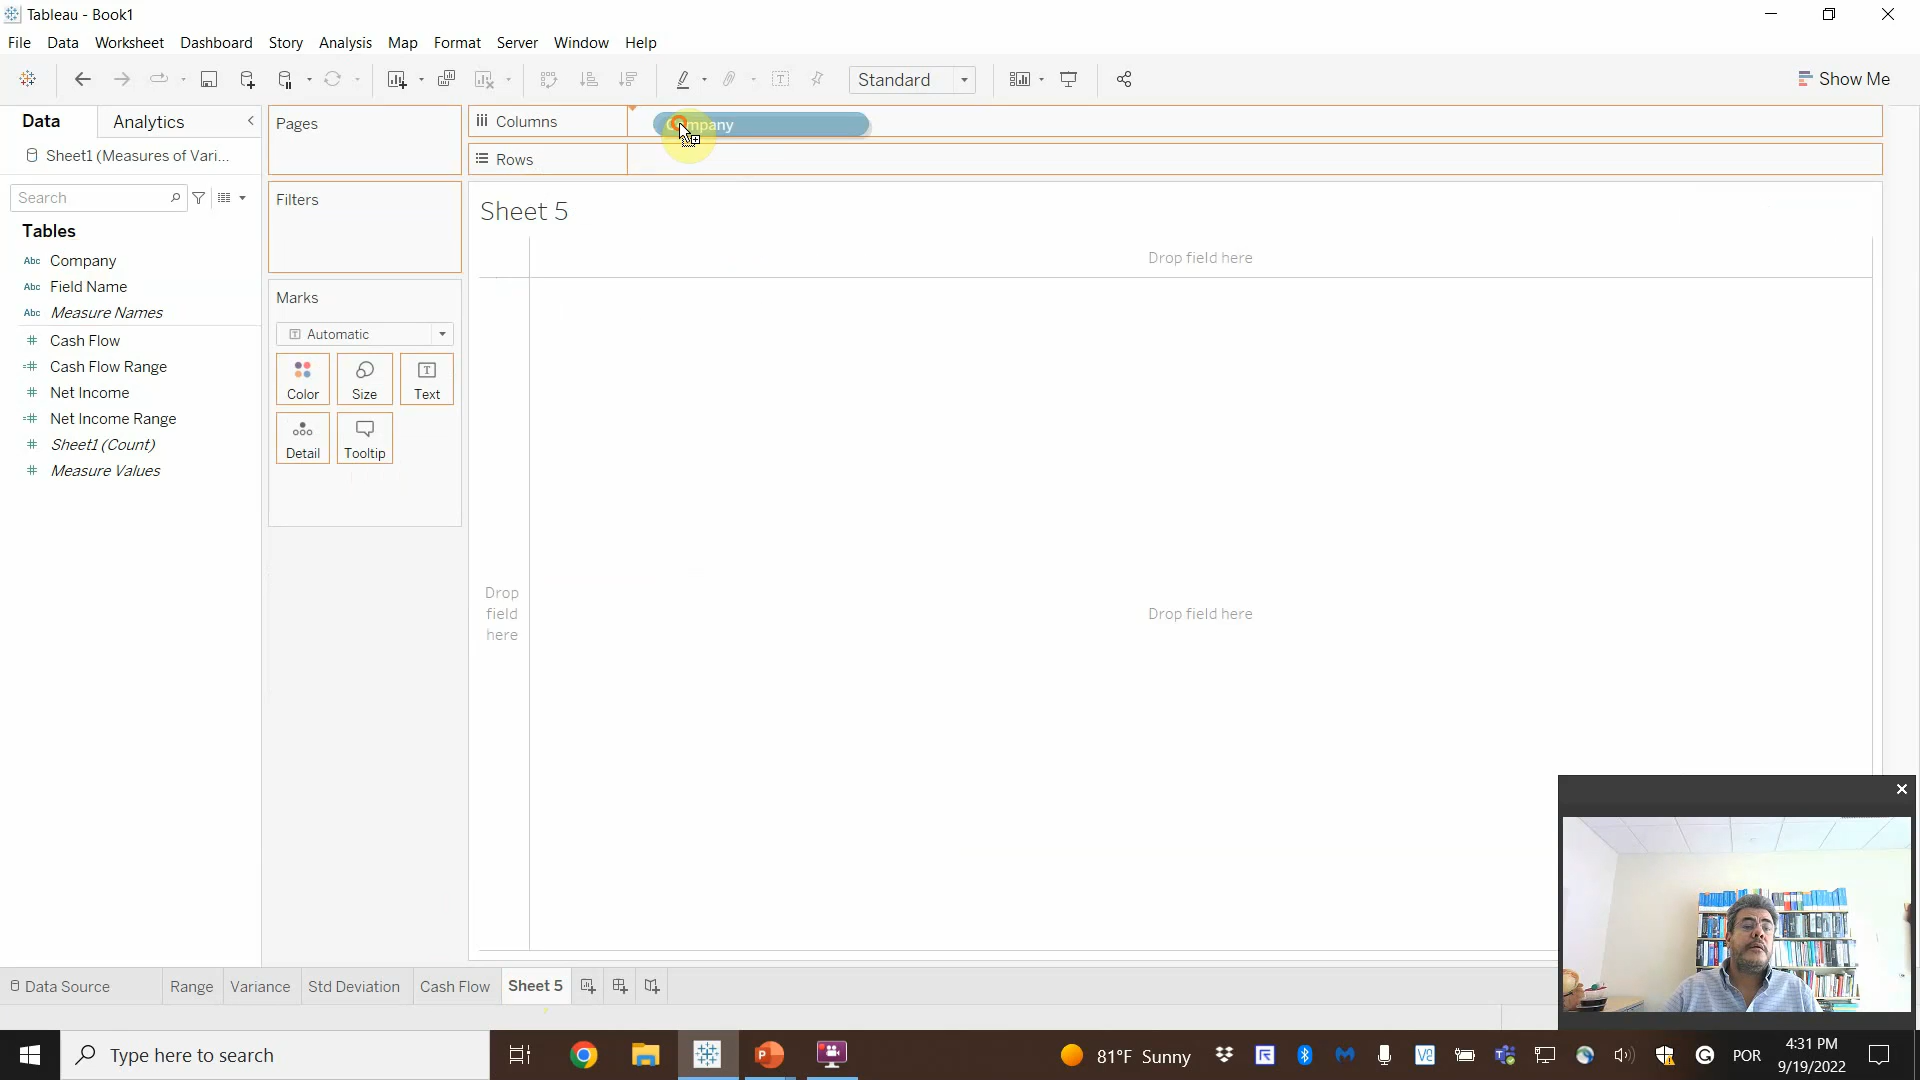 Tableau - Book1
File Data Worksheet Dashboard Story Analysis Map Format Server Window Help
Standard
Show Me
Data Analytics
Sheet1 (Measures of Vari...
Search
Tables
Abc Company
Abc Field Name
Abc Measure Names
# Cash Flow
=# Cash Flow Range
# Net Income
=# Net Income Range
# Sheet1 (Count)
# Measure Values
Pages
Filters
Marks
Automatic
Color Size Text
Detail Tooltip
Columns
Company
Rows
Sheet 5
Drop field here
Drop
field
here
Drop field here
Data Source Range Variance Std Deviation Cash Flow Sheet 5
Type here to search
81°F Sunny
POR
4:31 PM
9/19/2022